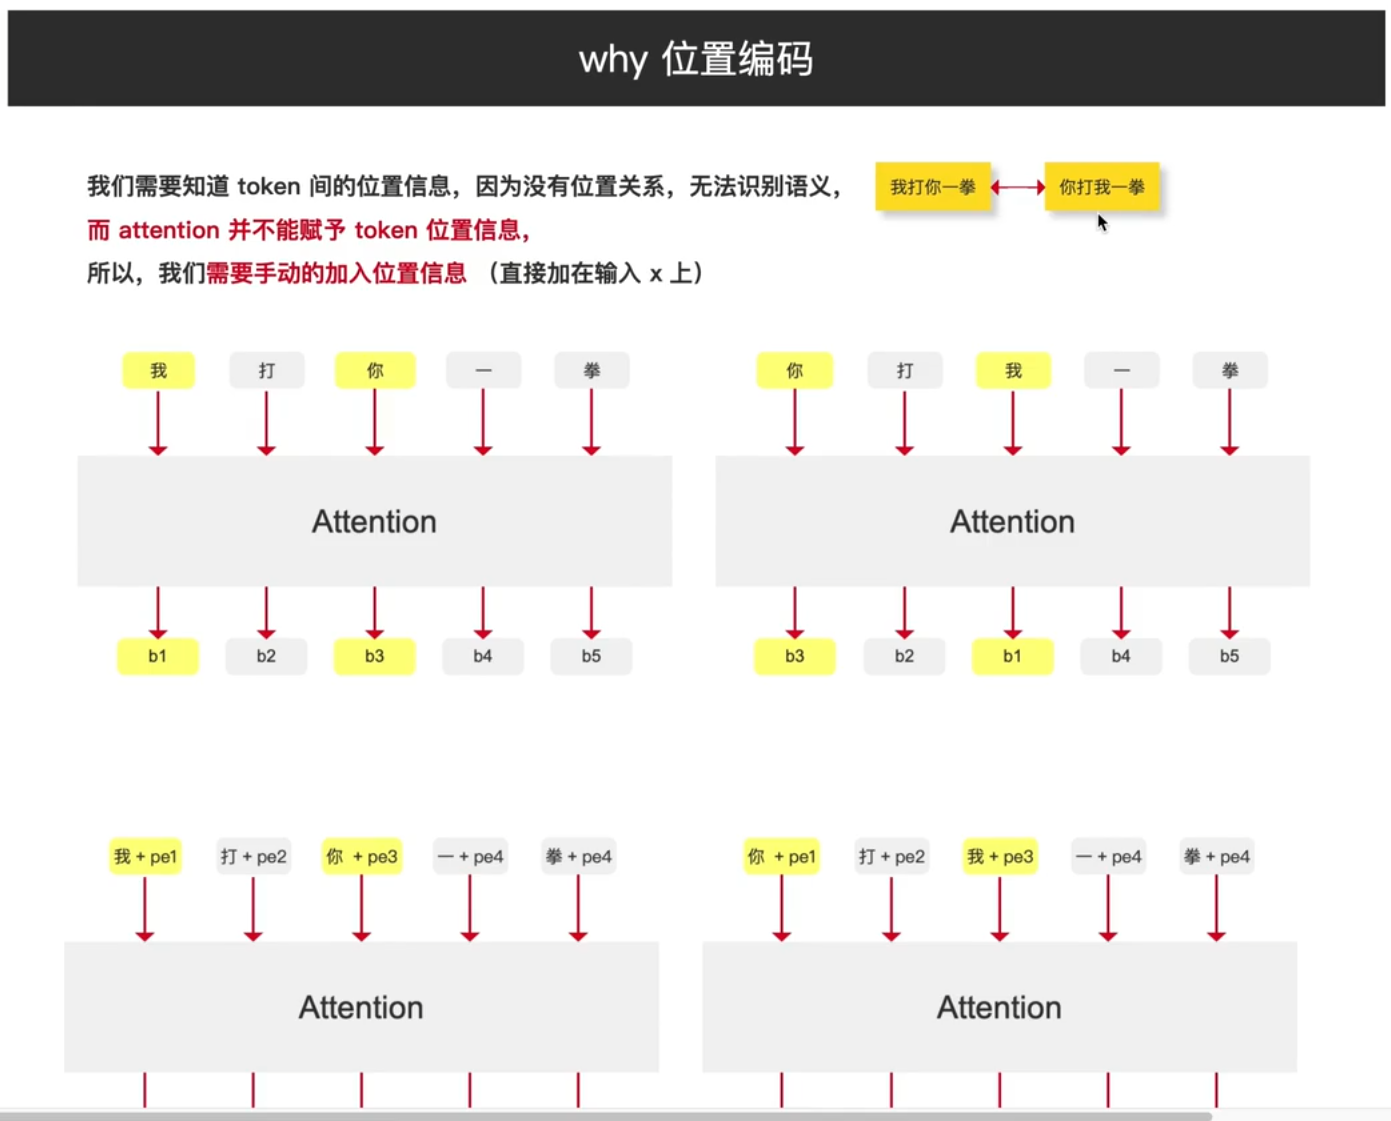 why 位置编码
我们需要知道 token 间的位置信息，因为没有位置关系，无法识别语义，
我打你一拳
你打我一拳
而 attention 并不能赋予 token 位置信息，
所以，我们需要手动的加入位置信息 （直接加在输入 x 上）
我 打 你 一 拳
你 打 我 一 拳
Attention
Attention
b1 b2 b3 b4 b5
b3 b2 b1 b4 b5
我 + pe1 打 + pe2 你 + pe3 一 + pe4 拳 + pe4
你 + pe1 打 + pe2 我 + pe3 一 + pe4 拳 + pe4
Attention
Attention